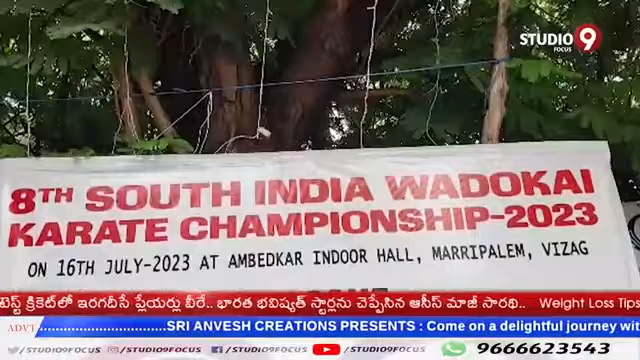 STUDIO 9
FOCUS
8TH SOUTH INDIA WADOKAI
KARATE CHAMPIONSHIP-2023
ON 16TH JULY-2023 AT AMBEDKAR INDOOR HALL, MARRIPALEM, VIZAG
టెస్ట్ క్రికెట్‌లో ఇరగదీసే ప్లేయర్లు వీరే.. భారత భవిష్యత్ స్టార్లను చెప్పేసిన ఆసీస్ మాజీ సారథి.. Weight Loss Tips
ADVT SRI ANVESH CREATIONS PRESENTS : Come on a delightful journey wit
/STUDIO9FOCUS /STUDIO9FOCUS /STUDIO9FOCUS /STUDIO9FOCUS 9666623543